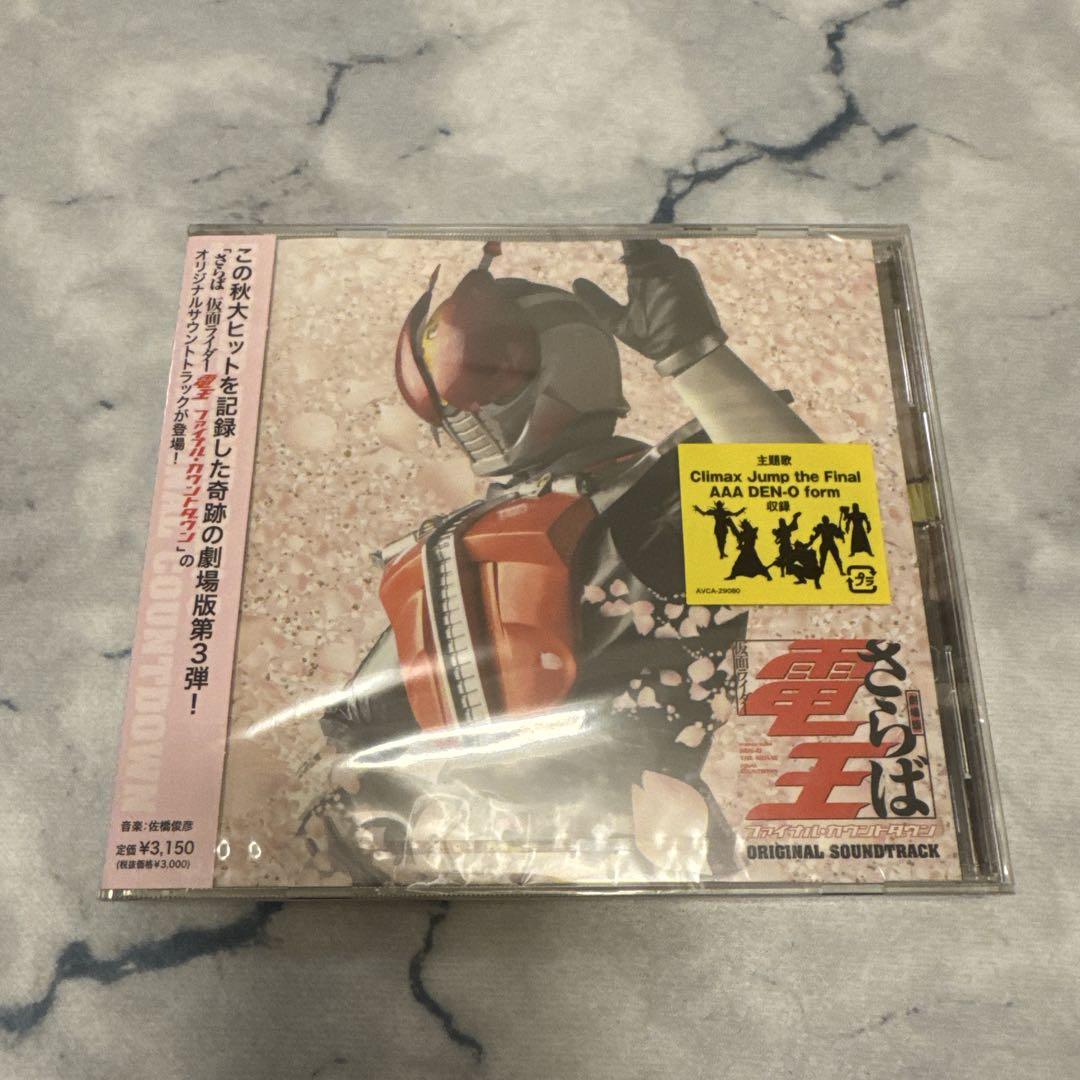 この秋大ヒットを記録した奇跡の劇場版第3弾!
「さらば 仮面ライダー電王 ファイナル・カウントダウン」の
オリジナルサウンドトラックが登場!
COUNTDOWN
音楽:佐橋俊彦
定価 ¥3,150
(税抜価格¥3,000)
主題歌
Climax Jump the Final
AAA DEN-O form
収録
プラ
AVCA-29080
劇場版
さらば
仮面ライダー
電王
ファイナル・カウントダウン
ORIGINAL SOUNDTRACK